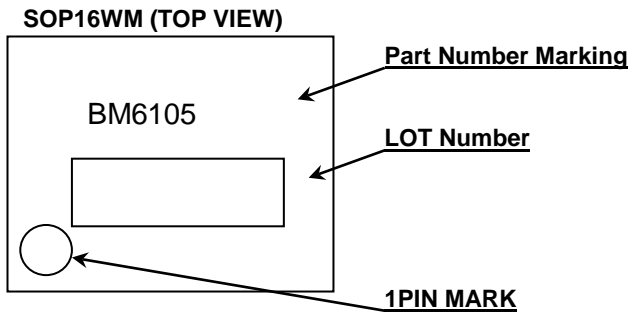 SOP16WM (TOP VIEW)
Part Number Marking
BM6105
LOT Number
1PIN MARK